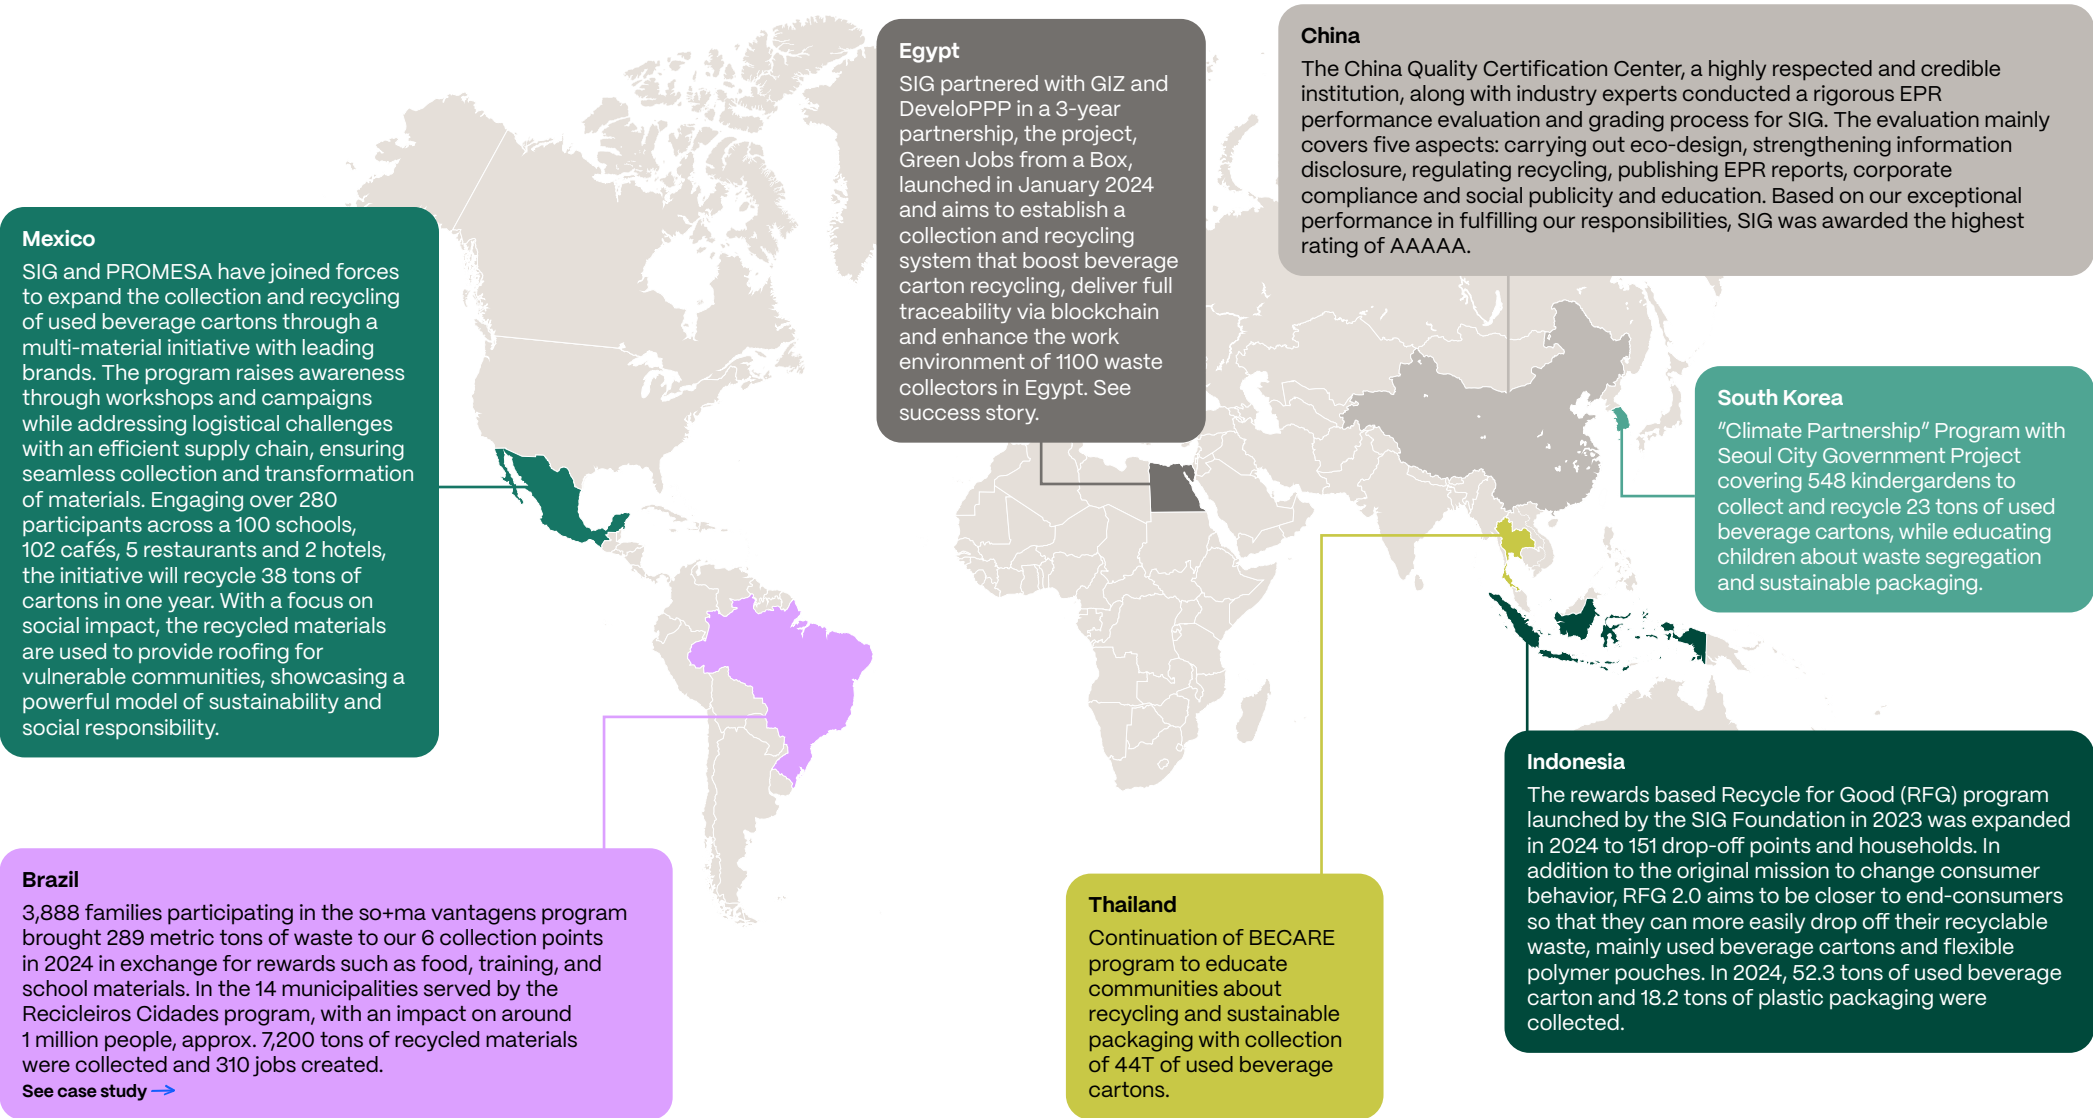 Egypt
SIG partnered with GIZ and
DeveloPPP in a 3-year
partnership, the project,
Green Jobs from a Box,
launched in January 2024
and aims to establish a
collection and recycling
system that boost beverage
carton recycling, deliver full
traceability via blockchain
and enhance the work
environment of 1100 waste
collectors in Egypt. See
success story.
China
The China Quality Certification Center, a highly respected and credible
institution, along with industry experts conducted a rigorous EPR
performance evaluation and grading process for SIG. The evaluation mainly
covers five aspects: carrying out eco-design, strengthening information
disclosure, regulating recycling, publishing EPR reports, corporate
compliance and social publicity and education. Based on our exceptional
performance in fulfilling our responsibilities, SIG was awarded the highest
rating of AAAAA.
Mexico
SIG and PROMESA have joined forces
to expand the collection and recycling
of used beverage cartons through a
multi-material initiative with leading
brands. The program raises awareness
through workshops and campaigns
while addressing logistical challenges
with an efficient supply chain, ensuring
seamless collection and transformation
of materials. Engaging over 280
participants across a 100 schools,
102 cafés, 5 restaurants and 2 hotels,
the initiative will recycle 38 tons of
cartons in one year. With a focus on
social impact, the recycled materials
are used to provide roofing for
vulnerable communities, showcasing a
powerful model of sustainability and
social responsibility.
South Korea
"Climate Partnership" Program with
Seoul City Government Project
covering 548 kindergardens to
collect and recycle 23 tons of used
beverage cartons, while educating
children about waste segregation
and sustainable packaging.
Indonesia
The rewards based Recycle for Good (RFG) program
launched by the SIG Foundation in 2023 was expanded
in 2024 to 151 drop-off points and households. In
addition to the original mission to change consumer
behavior, RFG 2.0 aims to be closer to end-consumers
so that they can more easily drop off their recyclable
waste, mainly used beverage cartons and flexible
polymer pouches. In 2024, 52.3 tons of used beverage
carton and 18.2 tons of plastic packaging were
collected.
Brazil
3,888 families participating in the so+ma vantagens program
brought 289 metric tons of waste to our 6 collection points
in 2024 in exchange for rewards such as food, training, and
school materials. In the 14 municipalities served by the
Recicleiros Cidades program, with an impact on around
1 million people, approx. 7,200 tons of recycled materials
were collected and 310 jobs created.
See case study →
Thailand
Continuation of BECARE
program to educate
communities about
recycling and sustainable
packaging with collection
of 44T of used beverage
cartons.